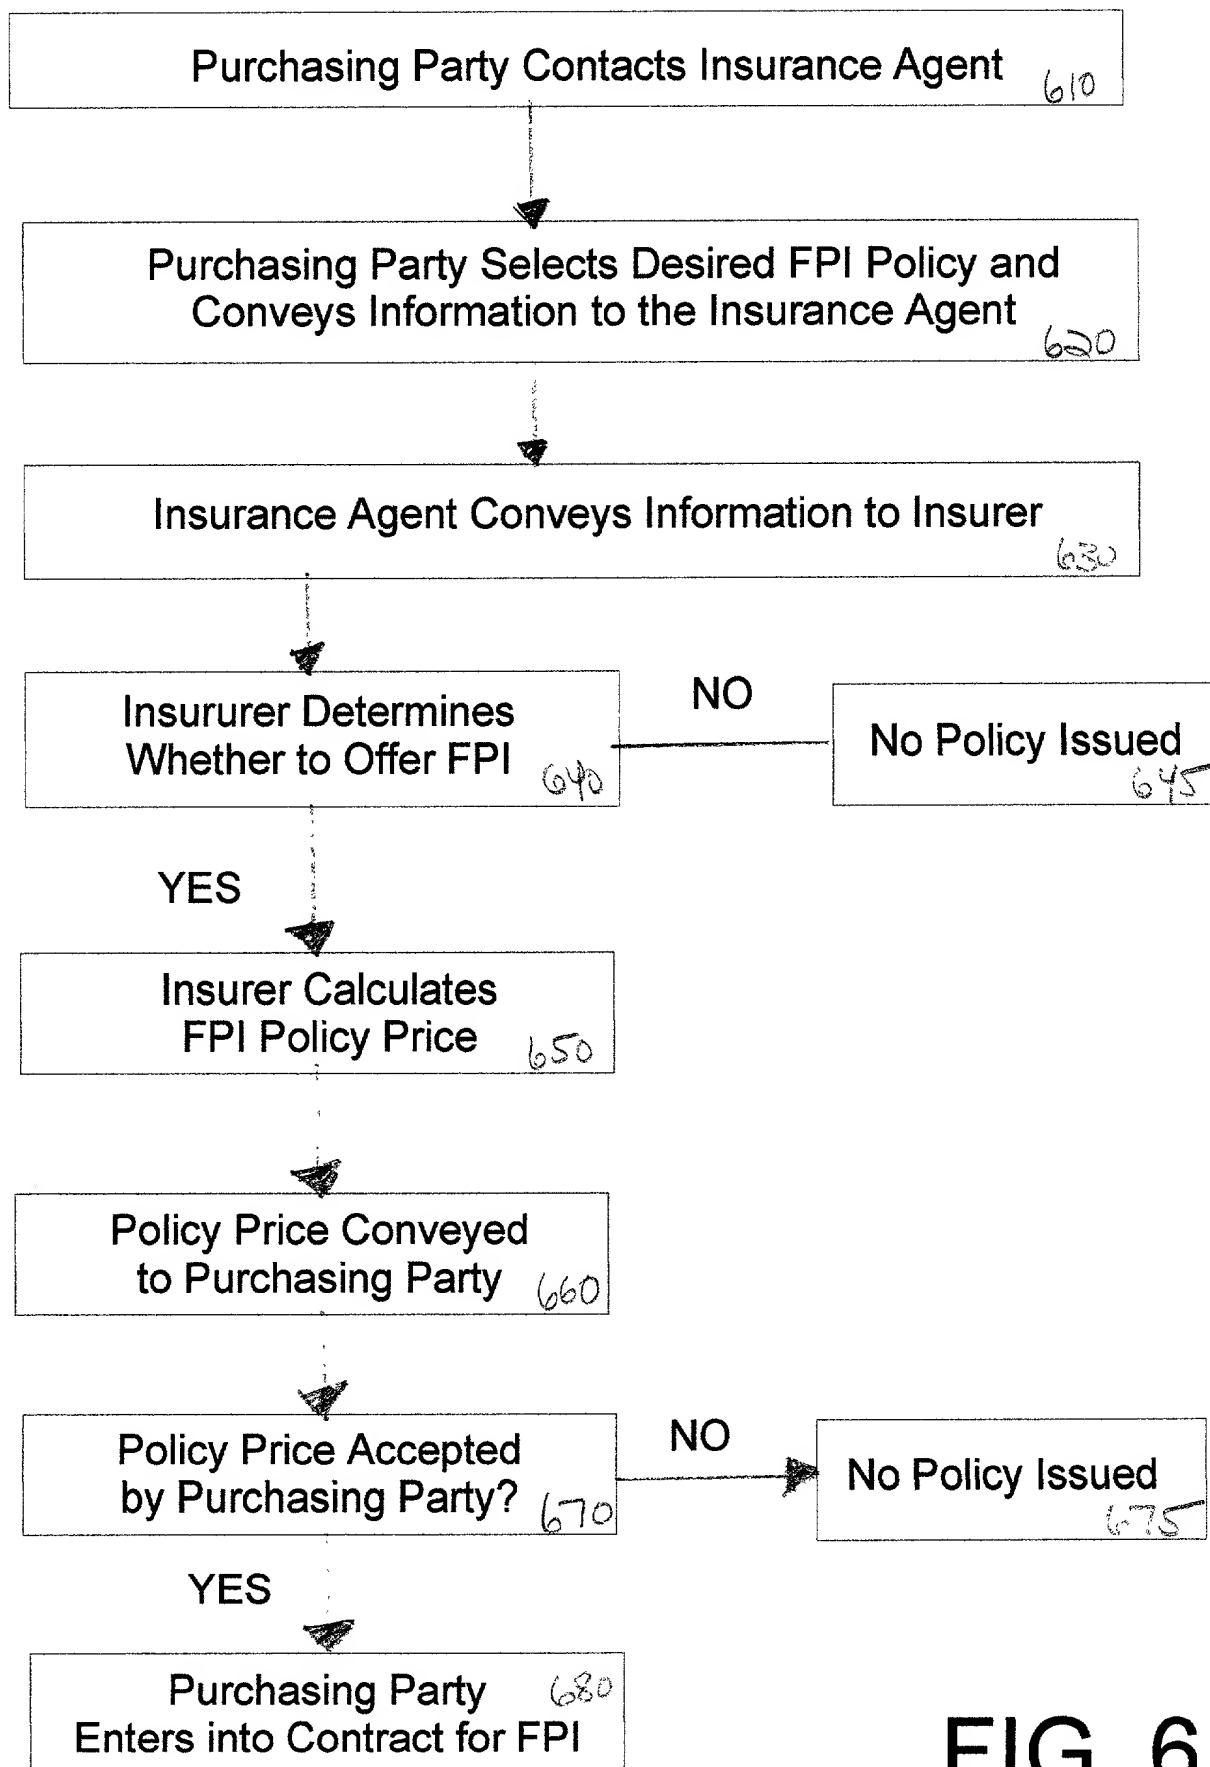 Purchasing Party Contacts Insurance Agent
610
Purchasing Party Selects Desired FPI Policy and
Conveys Information to the Insurance Agent
620
Insurance Agent Conveys Information to Insurer
630
Insururer Determines
Whether to Offer FPI
640
NO
No Policy Issued
645
YES
Insurer Calculates
FPI Policy Price
650
Policy Price Conveyed
to Purchasing Party
660
Policy Price Accepted
by Purchasing Party?
670
NO
No Policy Issued
675
YES
Purchasing Party
680
Enters into Contract for FPI
FIG. 6